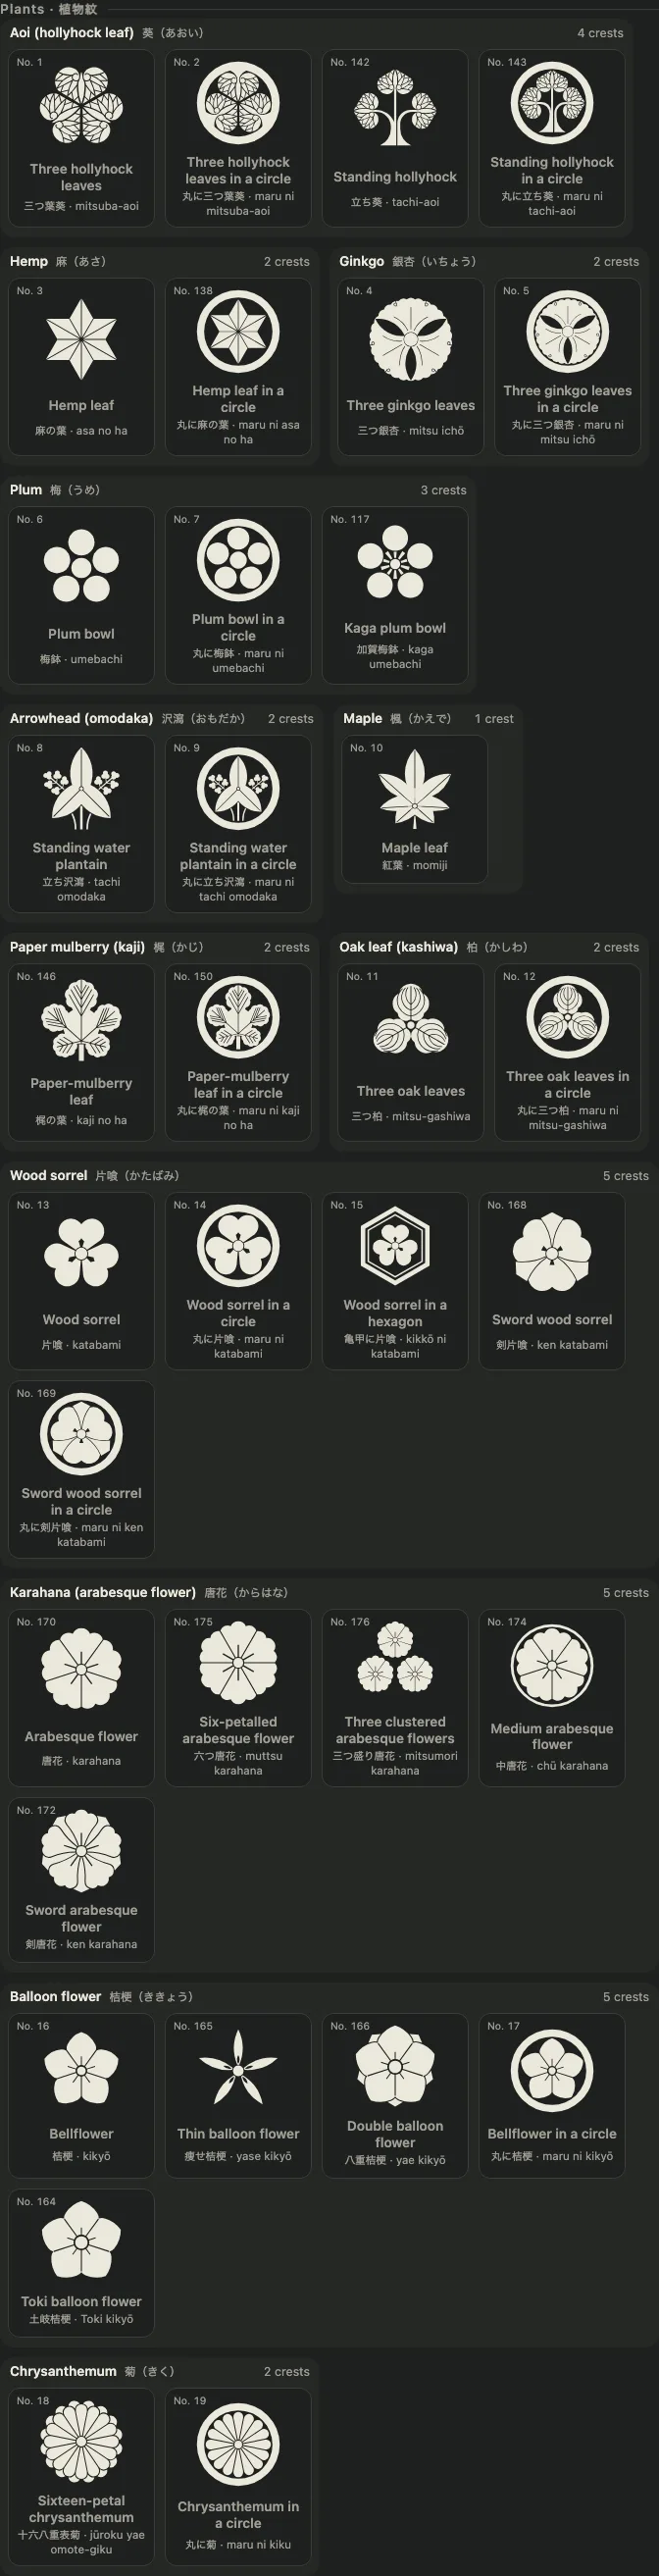 Plants · 植物紋
Aoi (hollyhock leaf) 葵（あおい） 4 crests
No. 1
Three hollyhock
leaves
三つ葉葵 · mitsuba-aoi
No. 2
Three hollyhock
leaves in a circle
丸に三つ葉葵 · maru ni
mitsuba-aoi
No. 142
Standing hollyhock
立ち葵 · tachi-aoi
No. 143
Standing hollyhock
in a circle
丸に立ち葵 · maru ni
tachi-aoi
Hemp 麻（あさ） 2 crests
No. 3
Hemp leaf
麻の葉 · asa no ha
No. 138
Hemp leaf in a
circle
丸に麻の葉 · maru ni asa
no ha
Ginkgo 銀杏（いちょう） 2 crests
No. 4
Three ginkgo leaves
三つ銀杏 · mitsu ichō
No. 5
Three ginkgo leaves
in a circle
丸に三つ銀杏 · maru ni
mitsu ichō
Plum 梅（うめ） 3 crests
No. 6
Plum bowl
梅鉢 · umebachi
No. 7
Plum bowl in a
circle
丸に梅鉢 · maru ni
umebachi
No. 117
Kaga plum bowl
加賀梅鉢 · kaga
umebachi
Arrowhead (omodaka) 沢瀉（おもだか） 2 crests
No. 8
Standing water
plantain
立ち沢瀉 · tachi
omodaka
No. 9
Standing water
plantain in a circle
丸に立ち沢瀉 · maru ni
tachi omodaka
Maple 楓（かえで） 1 crest
No. 10
Maple leaf
紅葉 · momiji
Paper mulberry (kaji) 梶（かじ） 2 crests
No. 146
Paper-mulberry
leaf
梶の葉 · kaji no ha
No. 150
Paper-mulberry
leaf in a circle
丸に梶の葉 · maru ni kaji
no ha
Oak leaf (kashiwa) 柏（かしわ） 2 crests
No. 11
Three oak leaves
三つ柏 · mitsu-gashiwa
No. 12
Three oak leaves in
a circle
丸に三つ柏 · maru ni
mitsu-gashiwa
Wood sorrel 片喰（かたばみ） 5 crests
No. 13
Wood sorrel
片喰 · katabami
No. 14
Wood sorrel in a
circle
丸に片喰 · maru ni
katabami
No. 15
Wood sorrel in a
hexagon
亀甲に片喰 · kikkō ni
katabami
No. 168
Sword wood sorrel
剣片喰 · ken katabami
No. 169
Sword wood sorrel
in a circle
丸に剣片喰 · maru ni ken
katabami
Karahana (arabesque flower) 唐花（からはな） 5 crests
No. 170
Arabesque flower
唐花 · karahana
No. 175
Six-petalled
arabesque flower
六つ唐花 · muttsu
karahana
No. 176
Three clustered
arabesque flowers
三つ盛り唐花 · mitsumori
karahana
No. 174
Medium arabesque
flower
中唐花 · chū karahana
No. 172
Sword arabesque
flower
剣唐花 · ken karahana
Balloon flower 桔梗（ききょう） 5 crests
No. 16
Bellflower
桔梗 · kikyō
No. 165
Thin balloon flower
痩せ桔梗 · yase kikyō
No. 166
Double balloon
flower
八重桔梗 · yae kikyō
No. 17
Bellflower in a circle
丸に桔梗 · maru ni kikyō
No. 164
Toki balloon flower
土岐桔梗 · Toki kikyō
Chrysanthemum 菊（きく） 2 crests
No. 18
Sixteen-petal
chrysanthemum
十六八重表菊 · jūroku yae
omote-giku
No. 19
Chrysanthemum in
a circle
丸に菊 · maru ni kiku